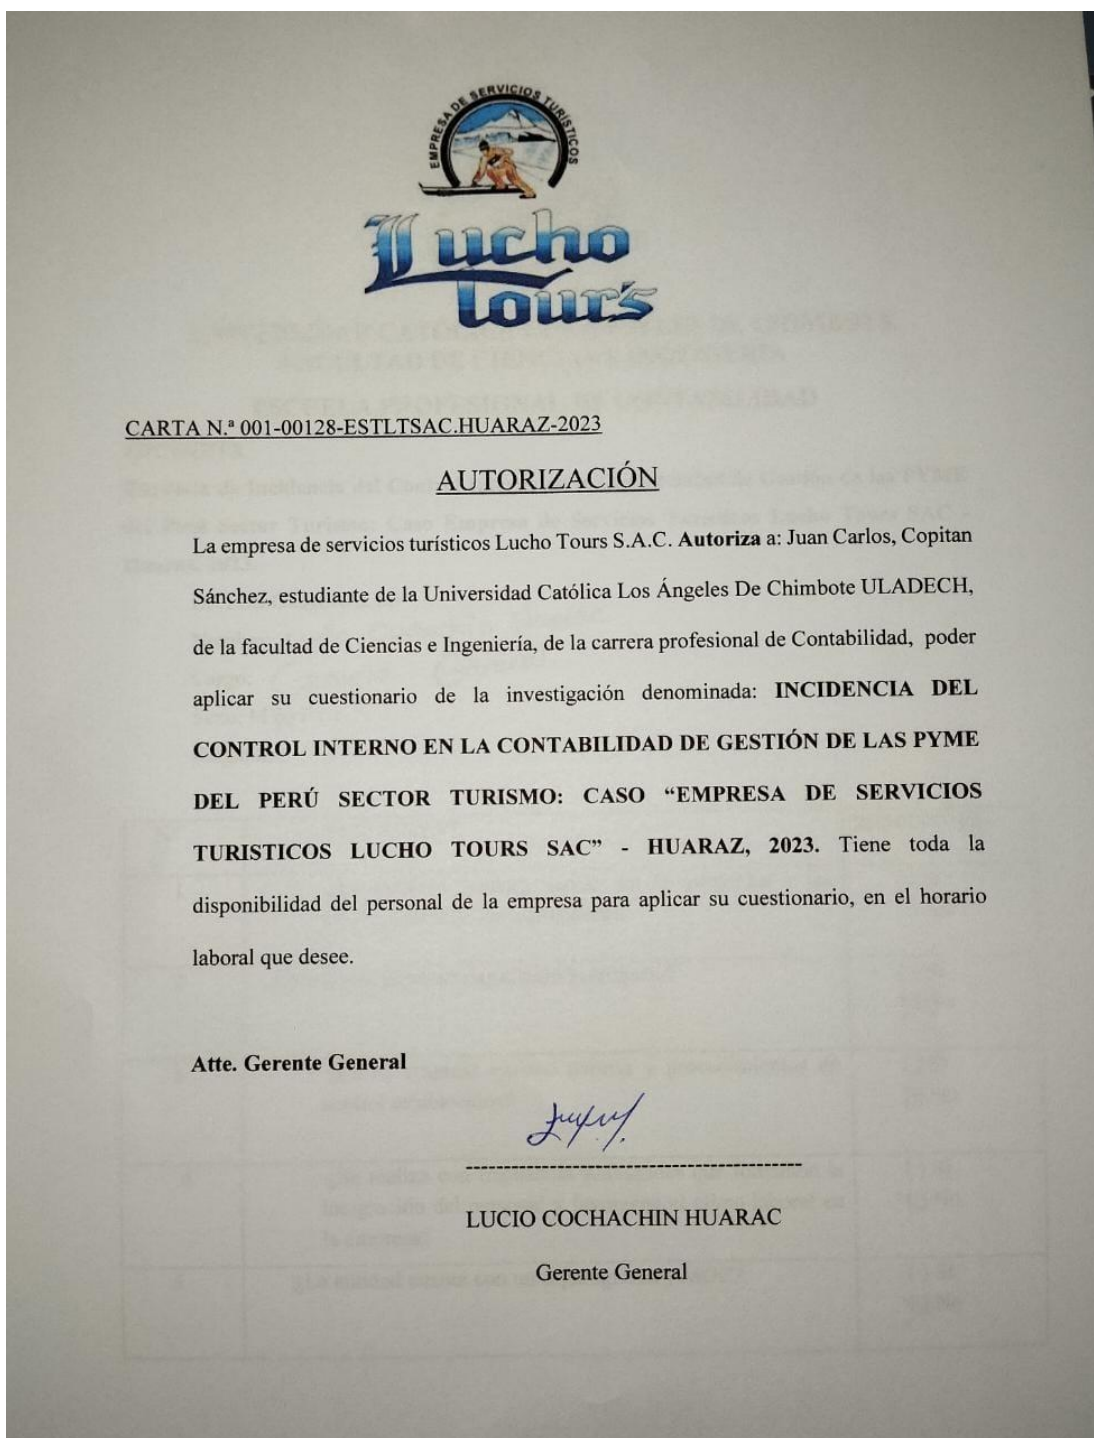 EMPRESA DE SERVICIOS TURÍSTICOS
Lucho
tour's
CARTA N.ª 001-00128-ESTLTSAC.HUARAZ-2023
AUTORIZACIÓN
La empresa de servicios turísticos Lucho Tours S.A.C. Autoriza a: Juan Carlos, Copitan
Sánchez, estudiante de la Universidad Católica Los Ángeles De Chimbote ULADECH,
de la facultad de Ciencias e Ingeniería, de la carrera profesional de Contabilidad, poder
aplicar su cuestionario de la investigación denominada: INCIDENCIA DEL
CONTROL INTERNO EN LA CONTABILIDAD DE GESTIÓN DE LAS PYME
DEL PERÚ SECTOR TURISMO: CASO “EMPRESA DE SERVICIOS
TURISTICOS LUCHO TOURS SAC” - HUARAZ, 2023. Tiene toda la
disponibilidad del personal de la empresa para aplicar su cuestionario, en el horario
laboral que desee.
Atte. Gerente General
LUCIO COCHACHIN HUARAC
Gerente General